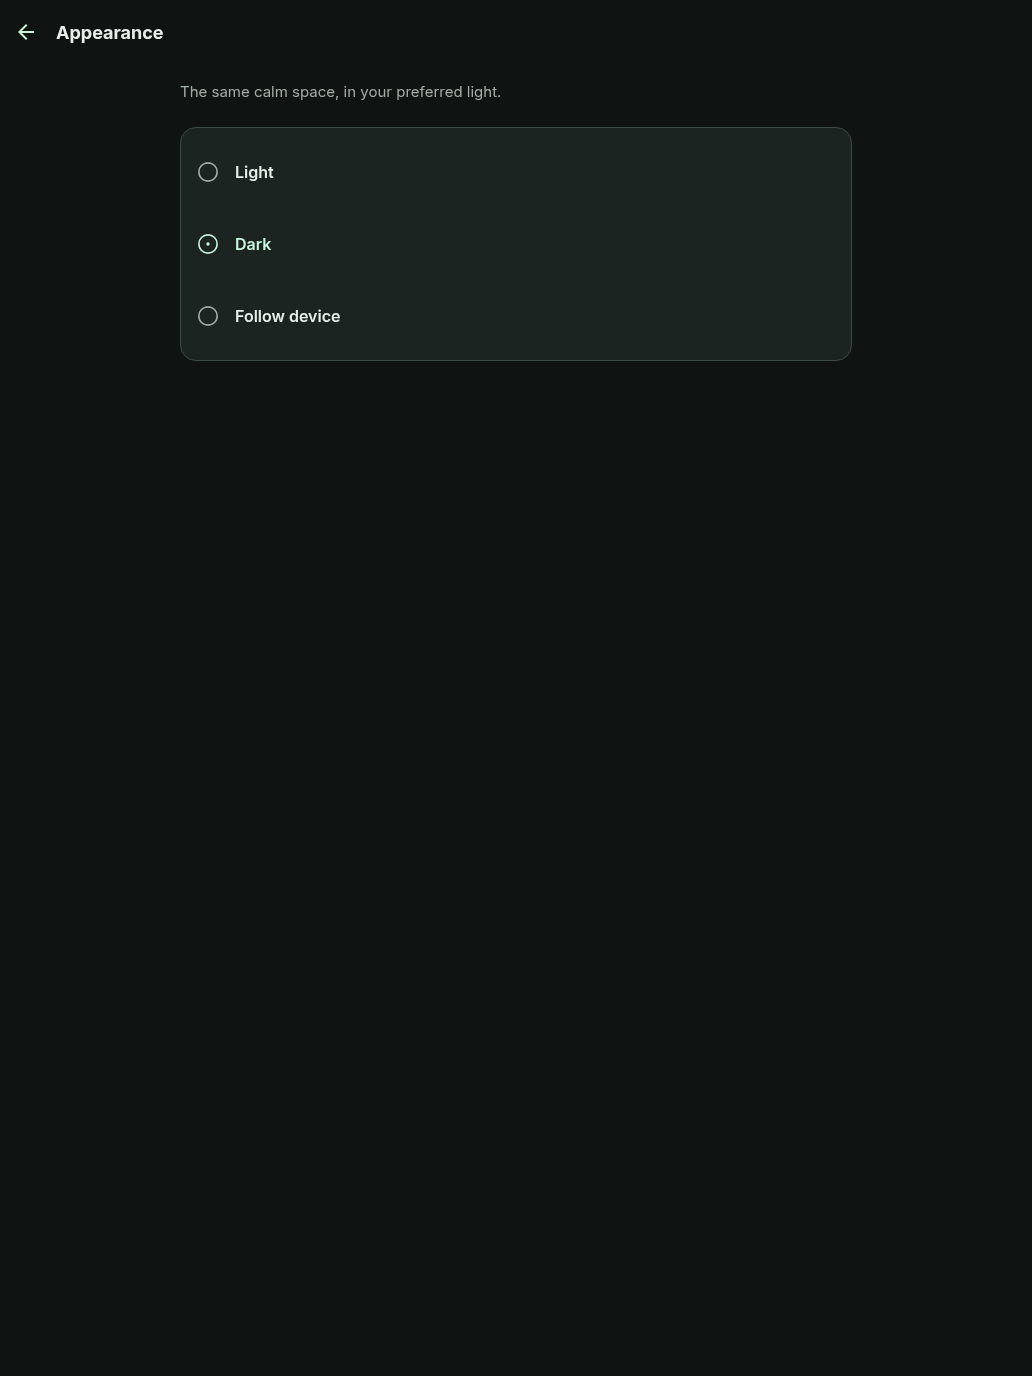 Appearance
The same calm space, in your preferred light.
Light
Dark
Follow device